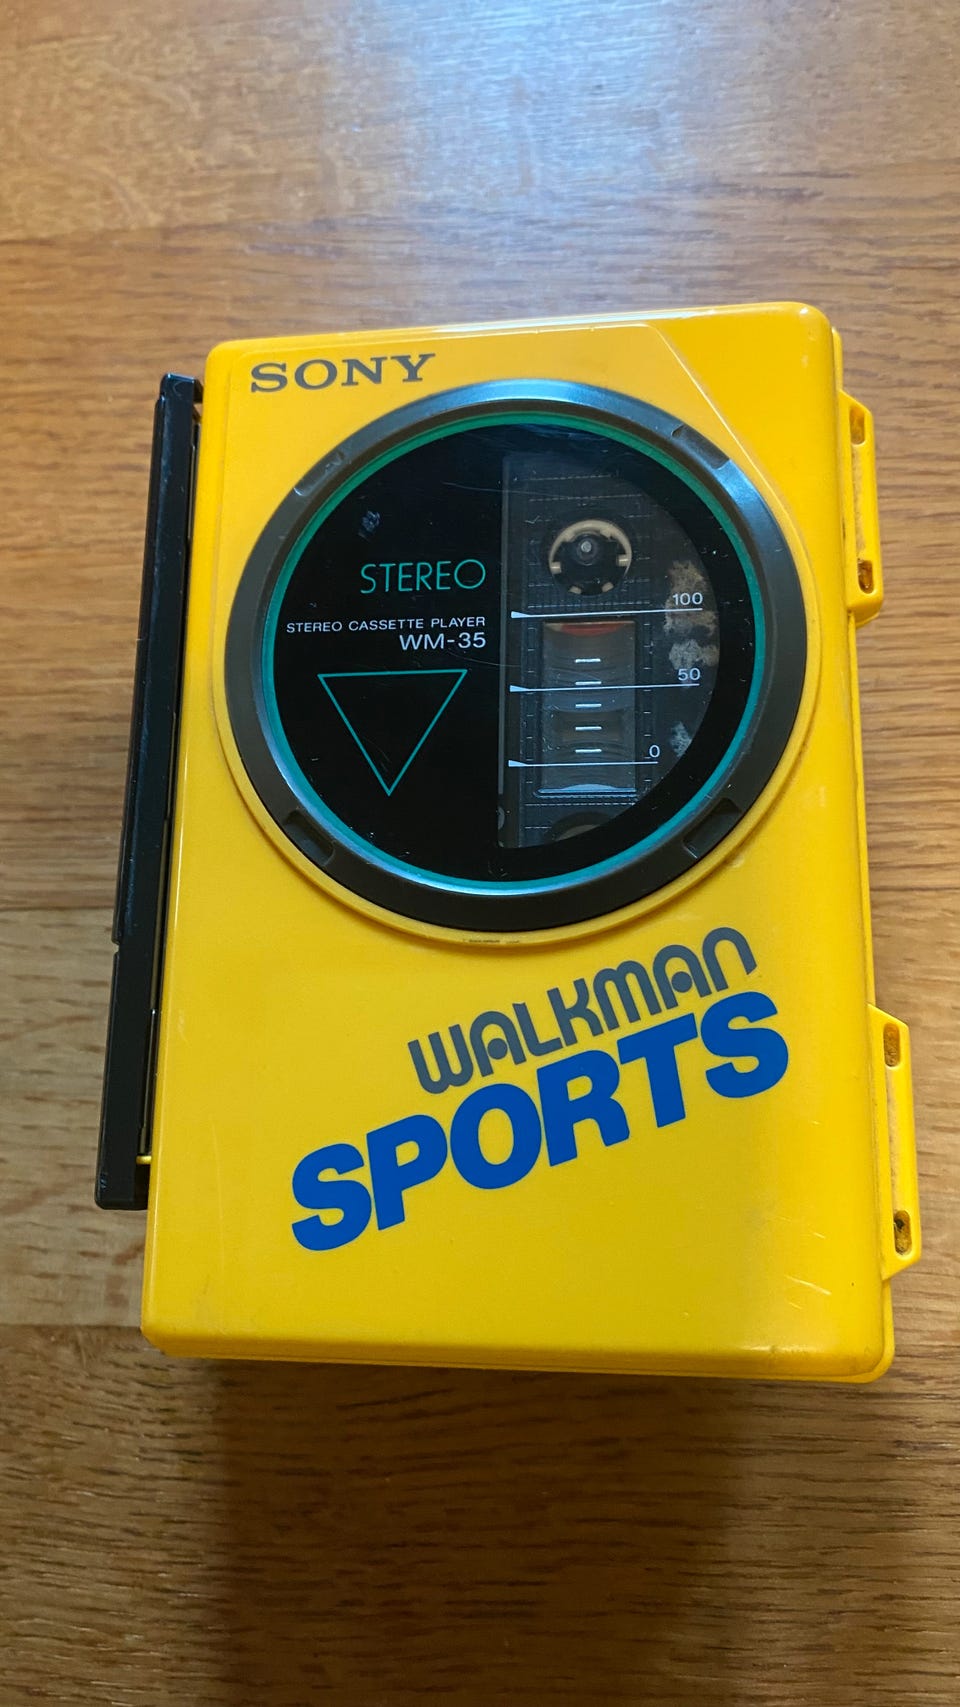 SONY
STEREO
STEREO CASSETTE PLAYER
WM-35
100
50
0
WALKMAN
SPORTS